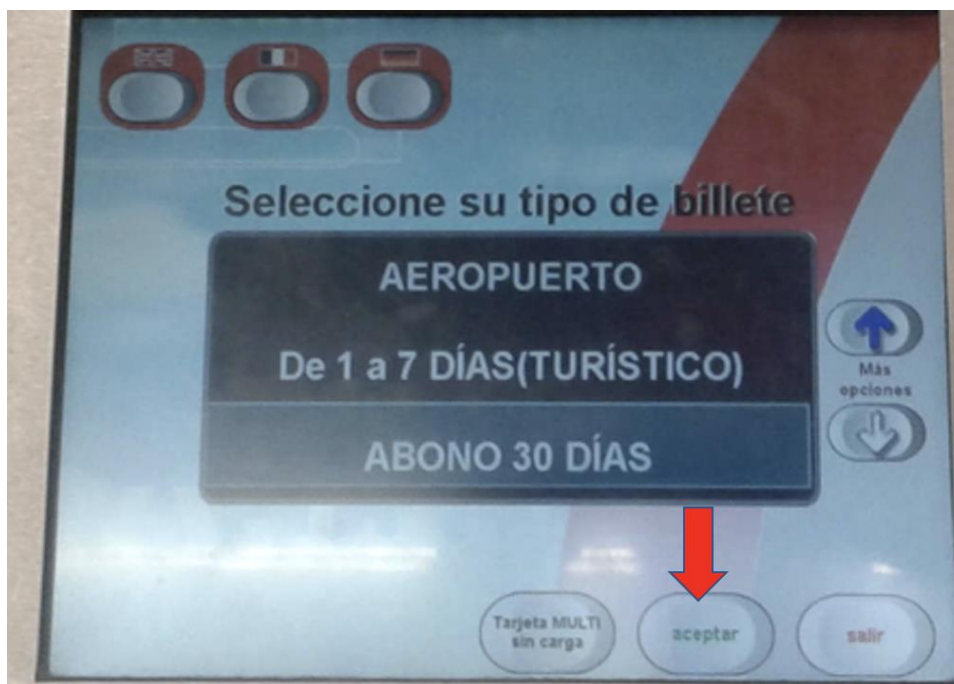 Seleccione su tipo de billete
AEROPUERTO
De 1 a 7 DÍAS(TURÍSTICO)
ABONO 30 DÍAS
Más
opciones
Tarjeta MULTI
sin carga
aceptar
salir